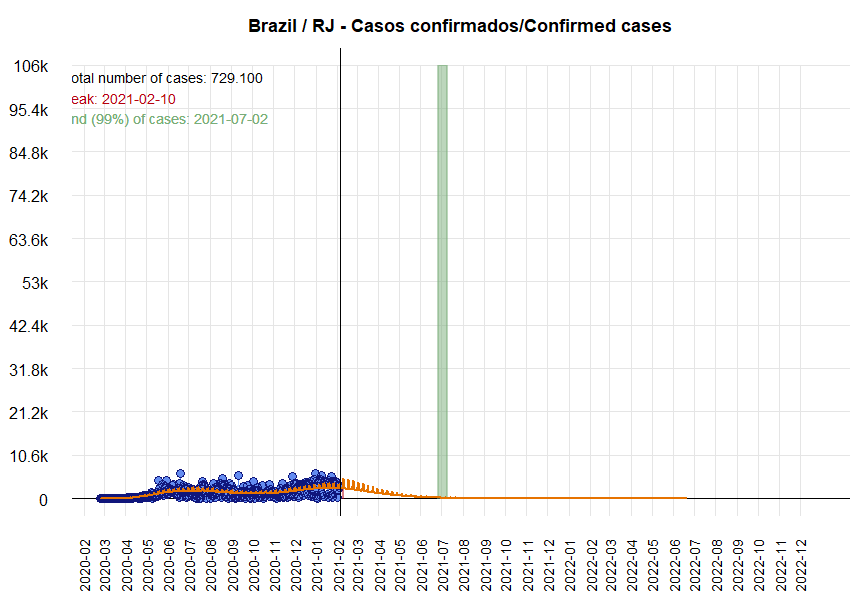 Brazil / RJ - Casos confirmados/Confirmed cases
106k
otal number of cases: 729.100
eak: 2021-02-10
95.4k
nd (99%) of cases: 2021-07-02
84.8k
74.2k
63.6k
53k
42.4k
31.8k
21.2k
10.6k
0
2020-02
2020-03
2020-04
2020-05
2020-06
2020-07
2020-08
2020-09
2020-10
2020-11
2020-12
2021-01
2021-02
2021-03
2021-04
2021-05
2021-06
2021-07
2021-08
2021-09
2021-10
2021-11
2021-12
2022-01
2022-02
2022-03
2022-04
2022-05
2022-06
2022-07
2022-08
2022-09
2022-10
2022-11
2022-12